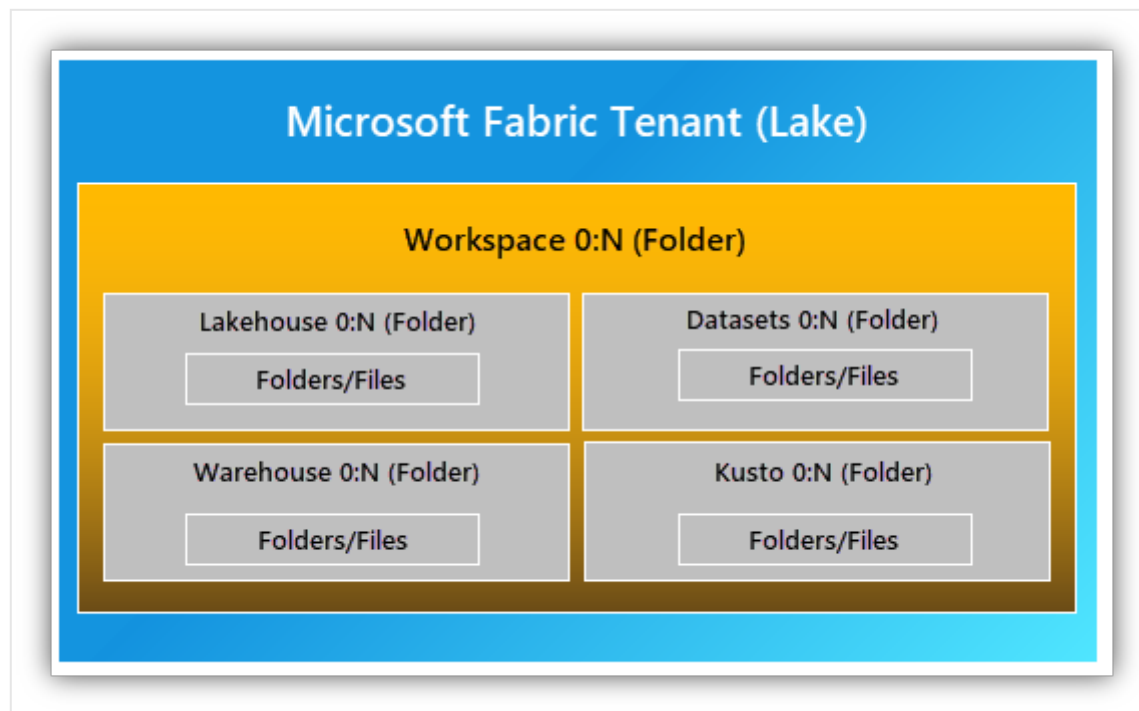 Microsoft Fabric Tenant (Lake)
Workspace 0:N (Folder)
Lakehouse 0:N (Folder)
Folders/Files
Datasets 0:N (Folder)
Folders/Files
Warehouse 0:N (Folder)
Folders/Files
Kusto 0:N (Folder)
Folders/Files